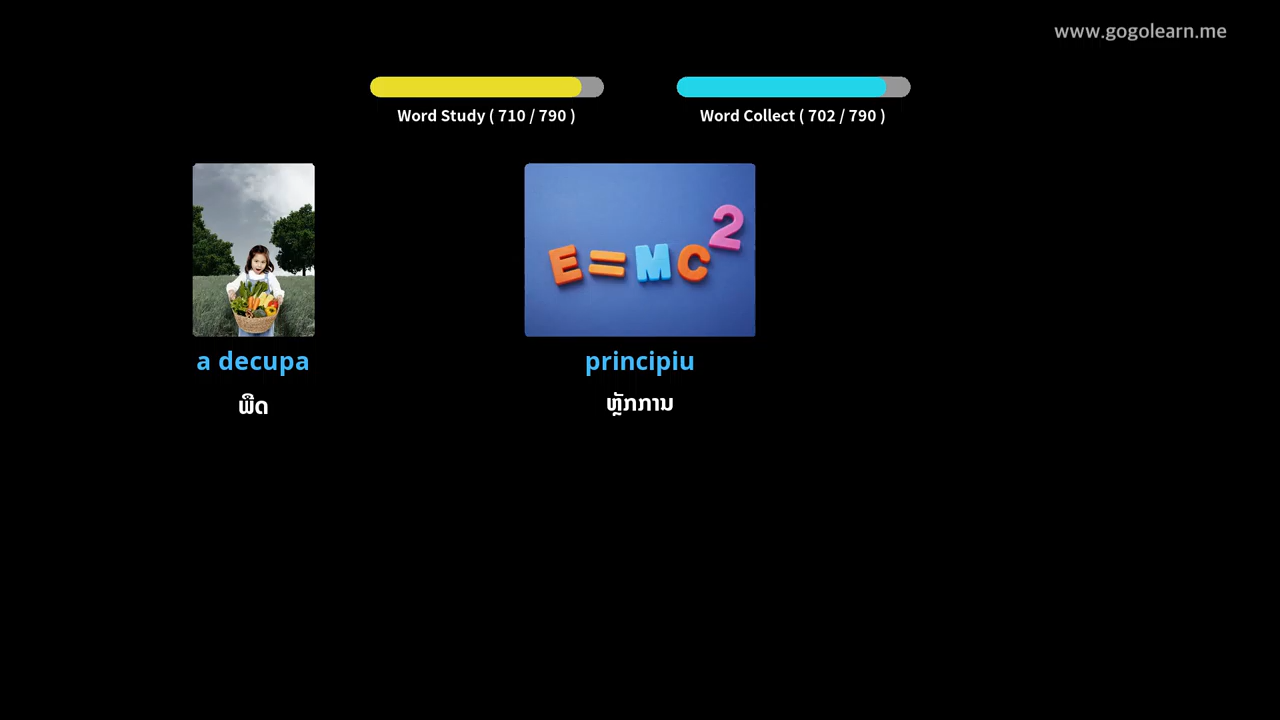 www.gogolearn.me
Word Study ( 710 / 790 )
Word Collect ( 702 / 790 )
E=MC2
a decupa
principiu
ພືດ
ຫຼັກການ